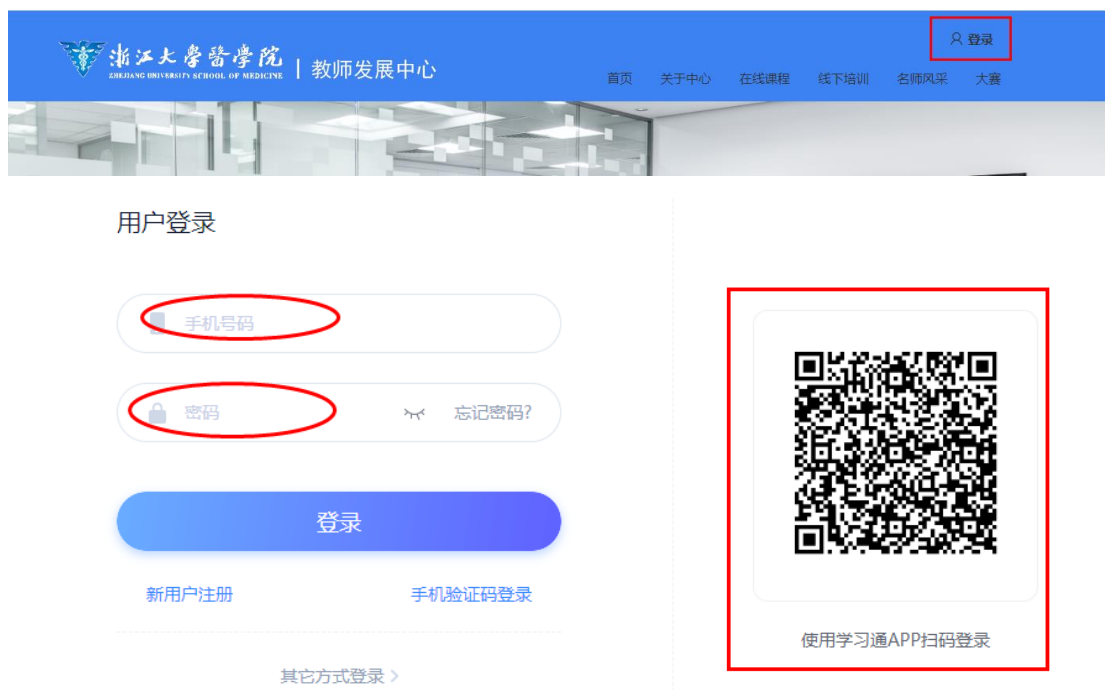 登录
浙江大學醫學院
ZHEJIANG UNIVERSITY SCHOOL OF MEDICINE
教师发展中心
首页 关于中心 在线课程 线下培训 名师风采 大赛
用户登录
手机号码
密码 忘记密码?
登录
新用户注册 手机验证码登录
使用学习通APP扫码登录
其它方式登录 >